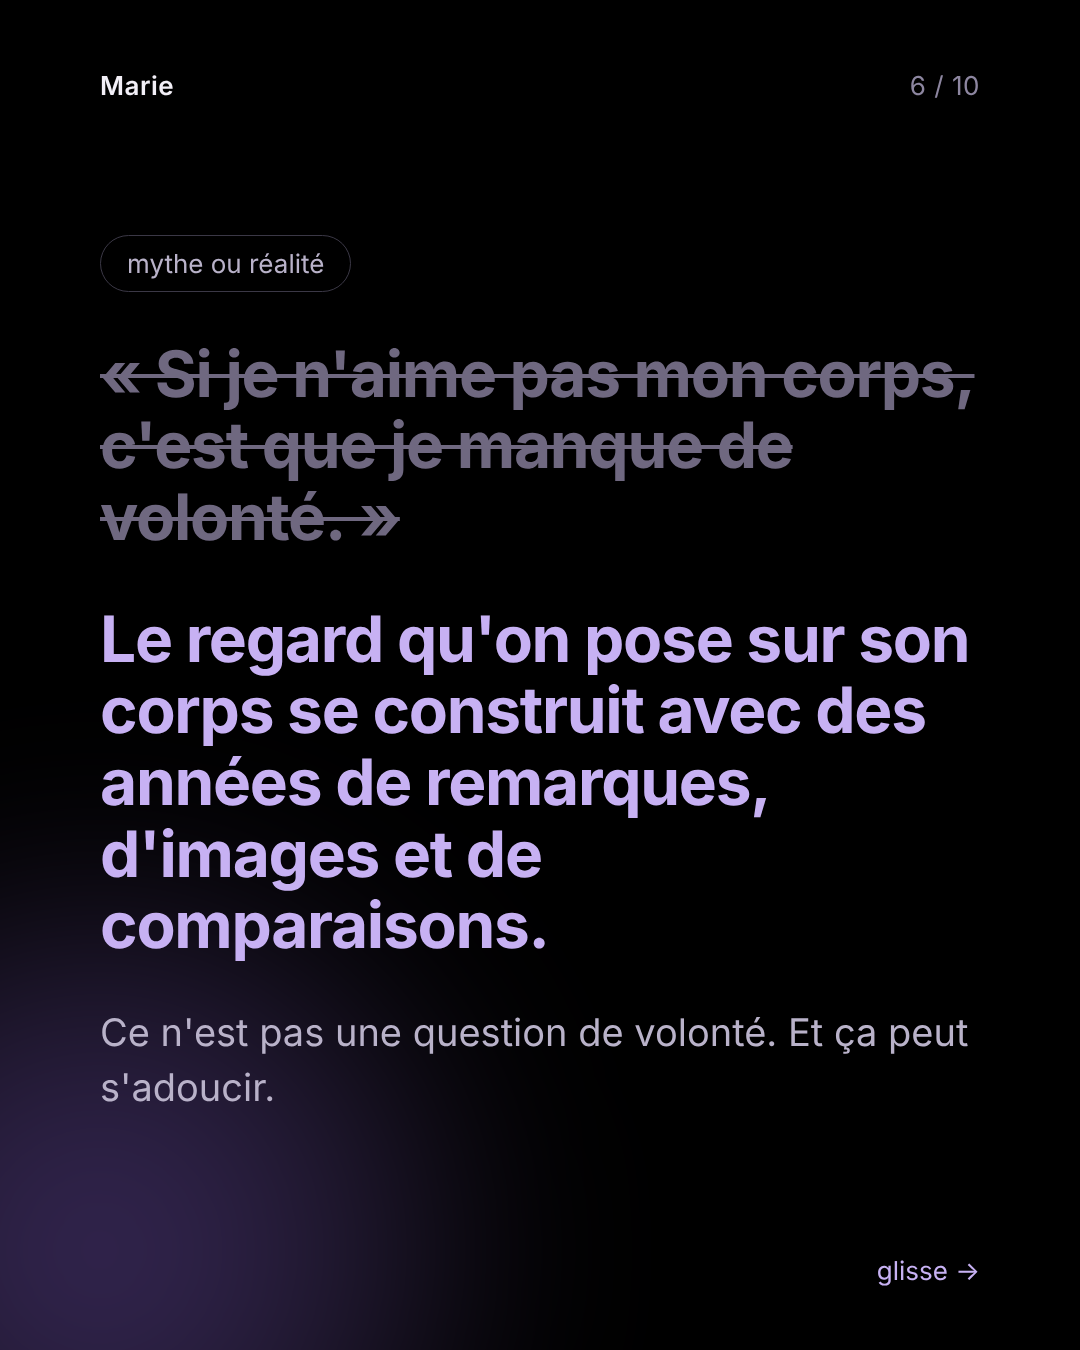 Marie
6 / 10
mythe ou réalité
« Si je n'aime pas mon corps,
c'est que je manque de
volonté. »
Le regard qu'on pose sur son
corps se construit avec des
années de remarques,
d'images et de
comparaisons.
Ce n'est pas une question de volonté. Et ça peut
s'adoucir.
glisse →